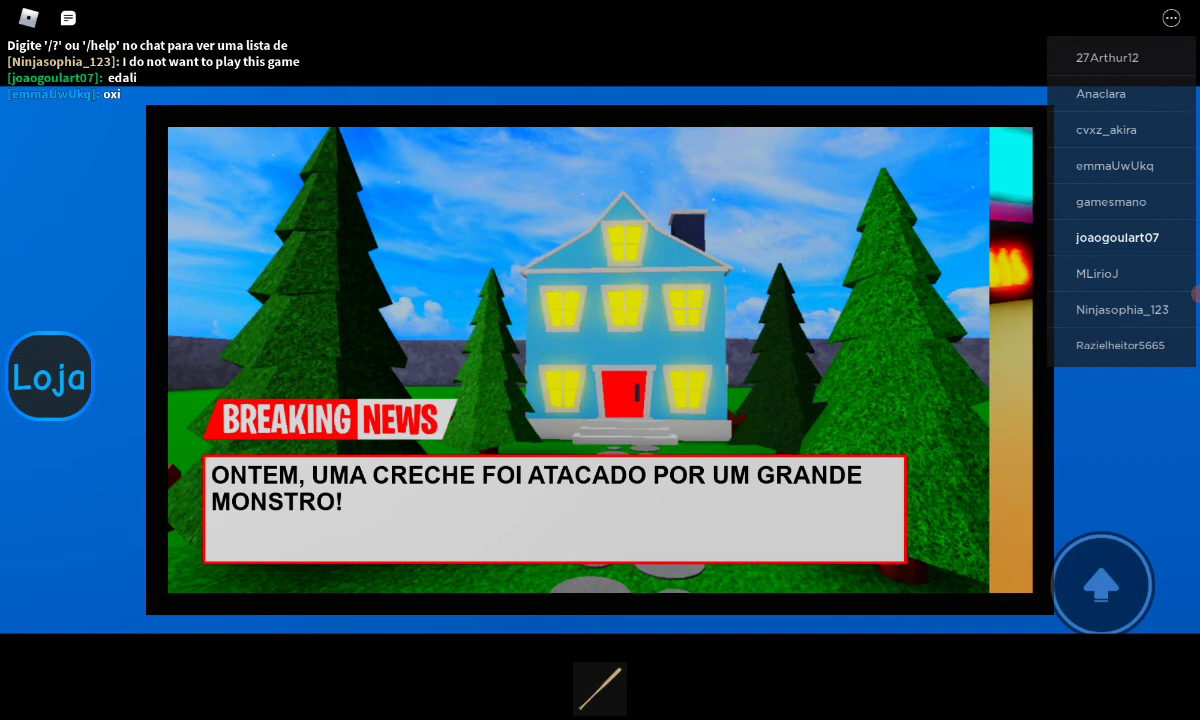 Digite '/?' ou '/help' no chat para ver uma lista de
[Ninjasophia_123]: I do not want to play this game
[joaogoulart07]: edali
[emmaUwUkq]: oxi
27Arthur12
Anaclara
cvxz_akira
emmaUwUkq
gamesmano
joaogoulart07
MLirioJ
Ninjasophia_123
Razielheitor5665
Loja
BREAKING NEWS
ONTEM, UMA CRECHE FOI ATACADO POR UM GRANDE
MONSTRO!